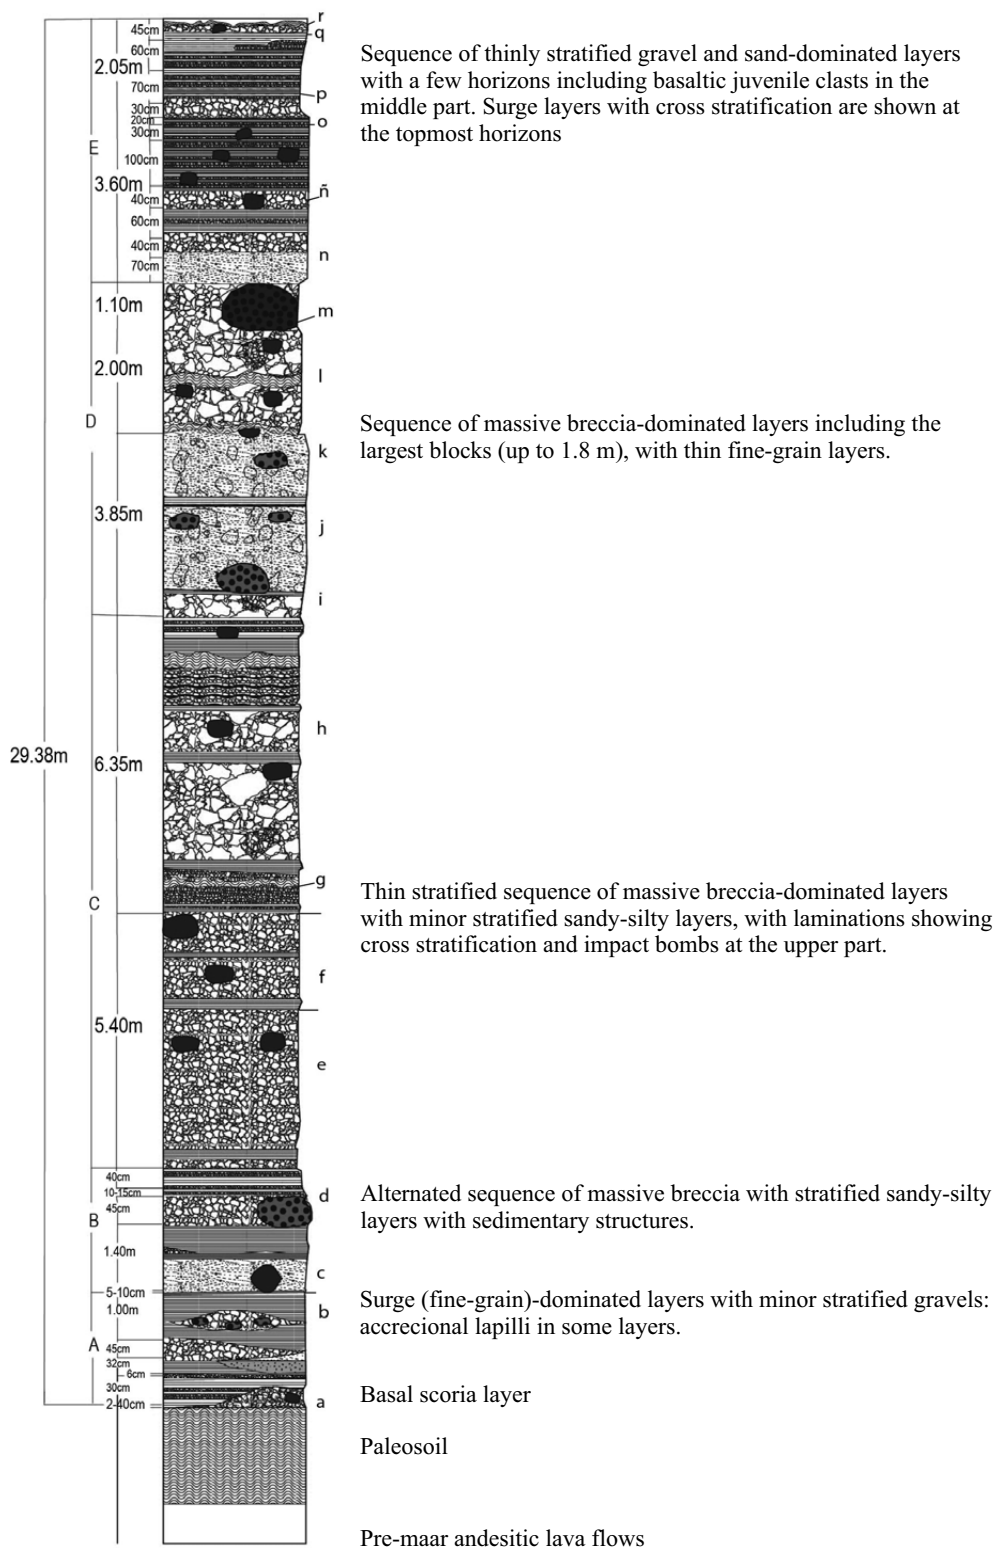 r
45cm
q
60cm
2.05m
70cm
p
30cm
20cm
o
30cm
E
100cm
3.60m
40cm
ñ
60cm
40cm
n
70cm
Sequence of thinly stratified gravel and sand-dominated layers
with a few horizons including basaltic juvenile clasts in the
middle part. Surge layers with cross stratification are shown at
the topmost horizons
1.10m
m
2.00m
l
D
k
3.85m
j
i
Sequence of massive breccia-dominated layers including the
largest blocks (up to 1.8 m), with thin fine-grain layers.
h
29.38m
6.35m
g
C
f
5.40m
e
Thin stratified sequence of massive breccia-dominated layers
with minor stratified sandy-silty layers, with laminations showing
cross stratification and impact bombs at the upper part.
40cm
10-15cm
d
45cm
B
1.40m
c
5-10cm
Alternated sequence of massive breccia with stratified sandy-silty
layers with sedimentary structures.
1.00m
b
A
45cm
32cm
6cm
30cm
2-40cm
a
Surge (fine-grain)-dominated layers with minor stratified gravels:
accrecional lapilli in some layers.
Basal scoria layer
Paleosoil
Pre-maar andesitic lava flows